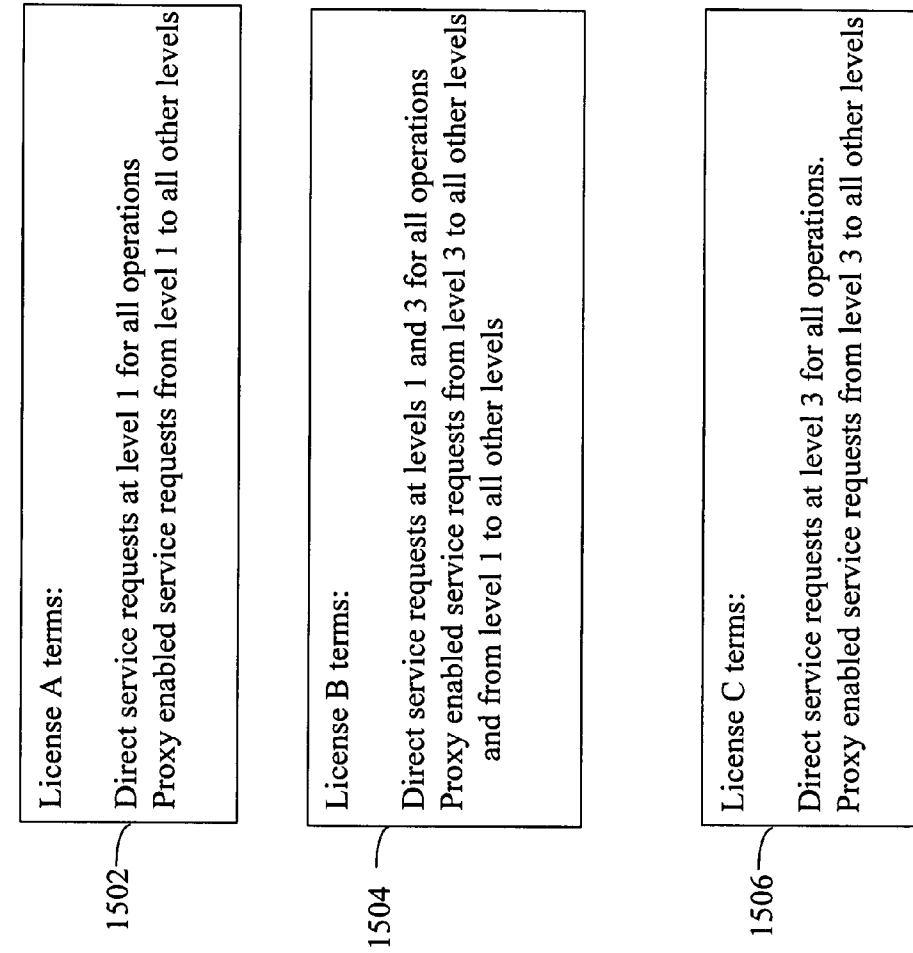 1502
License A terms:
Direct service requests at level 1 for all operations
Proxy enabled service requests from level 1 to all other levels
1504
License B terms:
Direct service requests at levels 1 and 3 for all operations
Proxy enabled service requests from level 3 to all other levels
and from level 1 to all other levels
1506
License C terms:
Direct service requests at level 3 for all operations.
Proxy enabled service requests from level 3 to all other levels